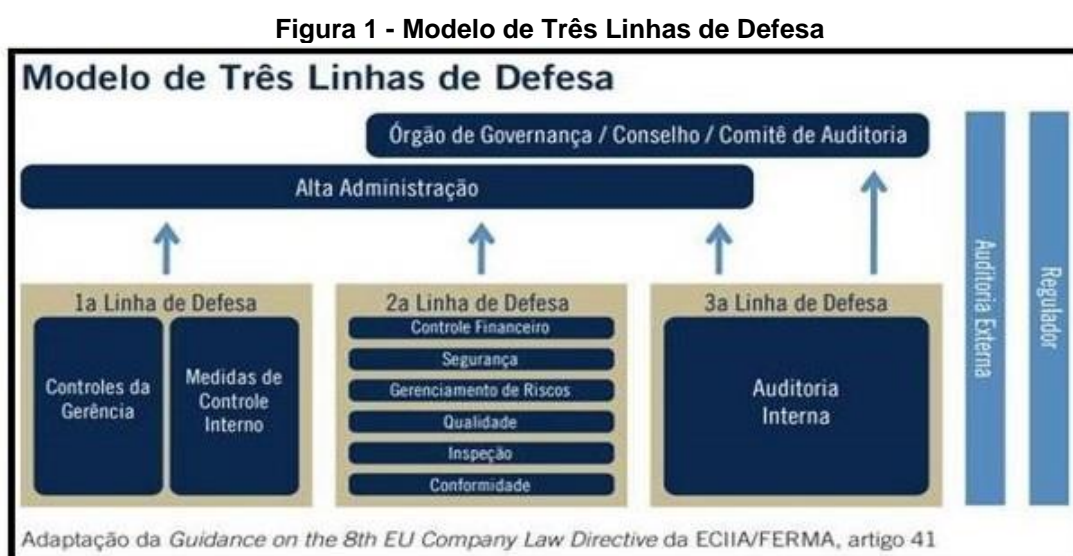 Figura 1 - Modelo de Três Linhas de Defesa
Modelo de Três Linhas de Defesa
Órgão de Governança / Conselho / Comitê de Auditoria
Alta Administração
1a Linha de Defesa
Controles da
Gerência
Medidas de
Controle
Interno
2a Linha de Defesa
Controle Financeiro
Segurança
Gerenciamento de Riscos
Qualidade
Inspeção
Conformidade
3a Linha de Defesa
Auditoria
Interna
Auditoria Externa
Regulador
Adaptação da Guidance on the 8th EU Company Law Directive da ECIIA/FERMA, artigo 41